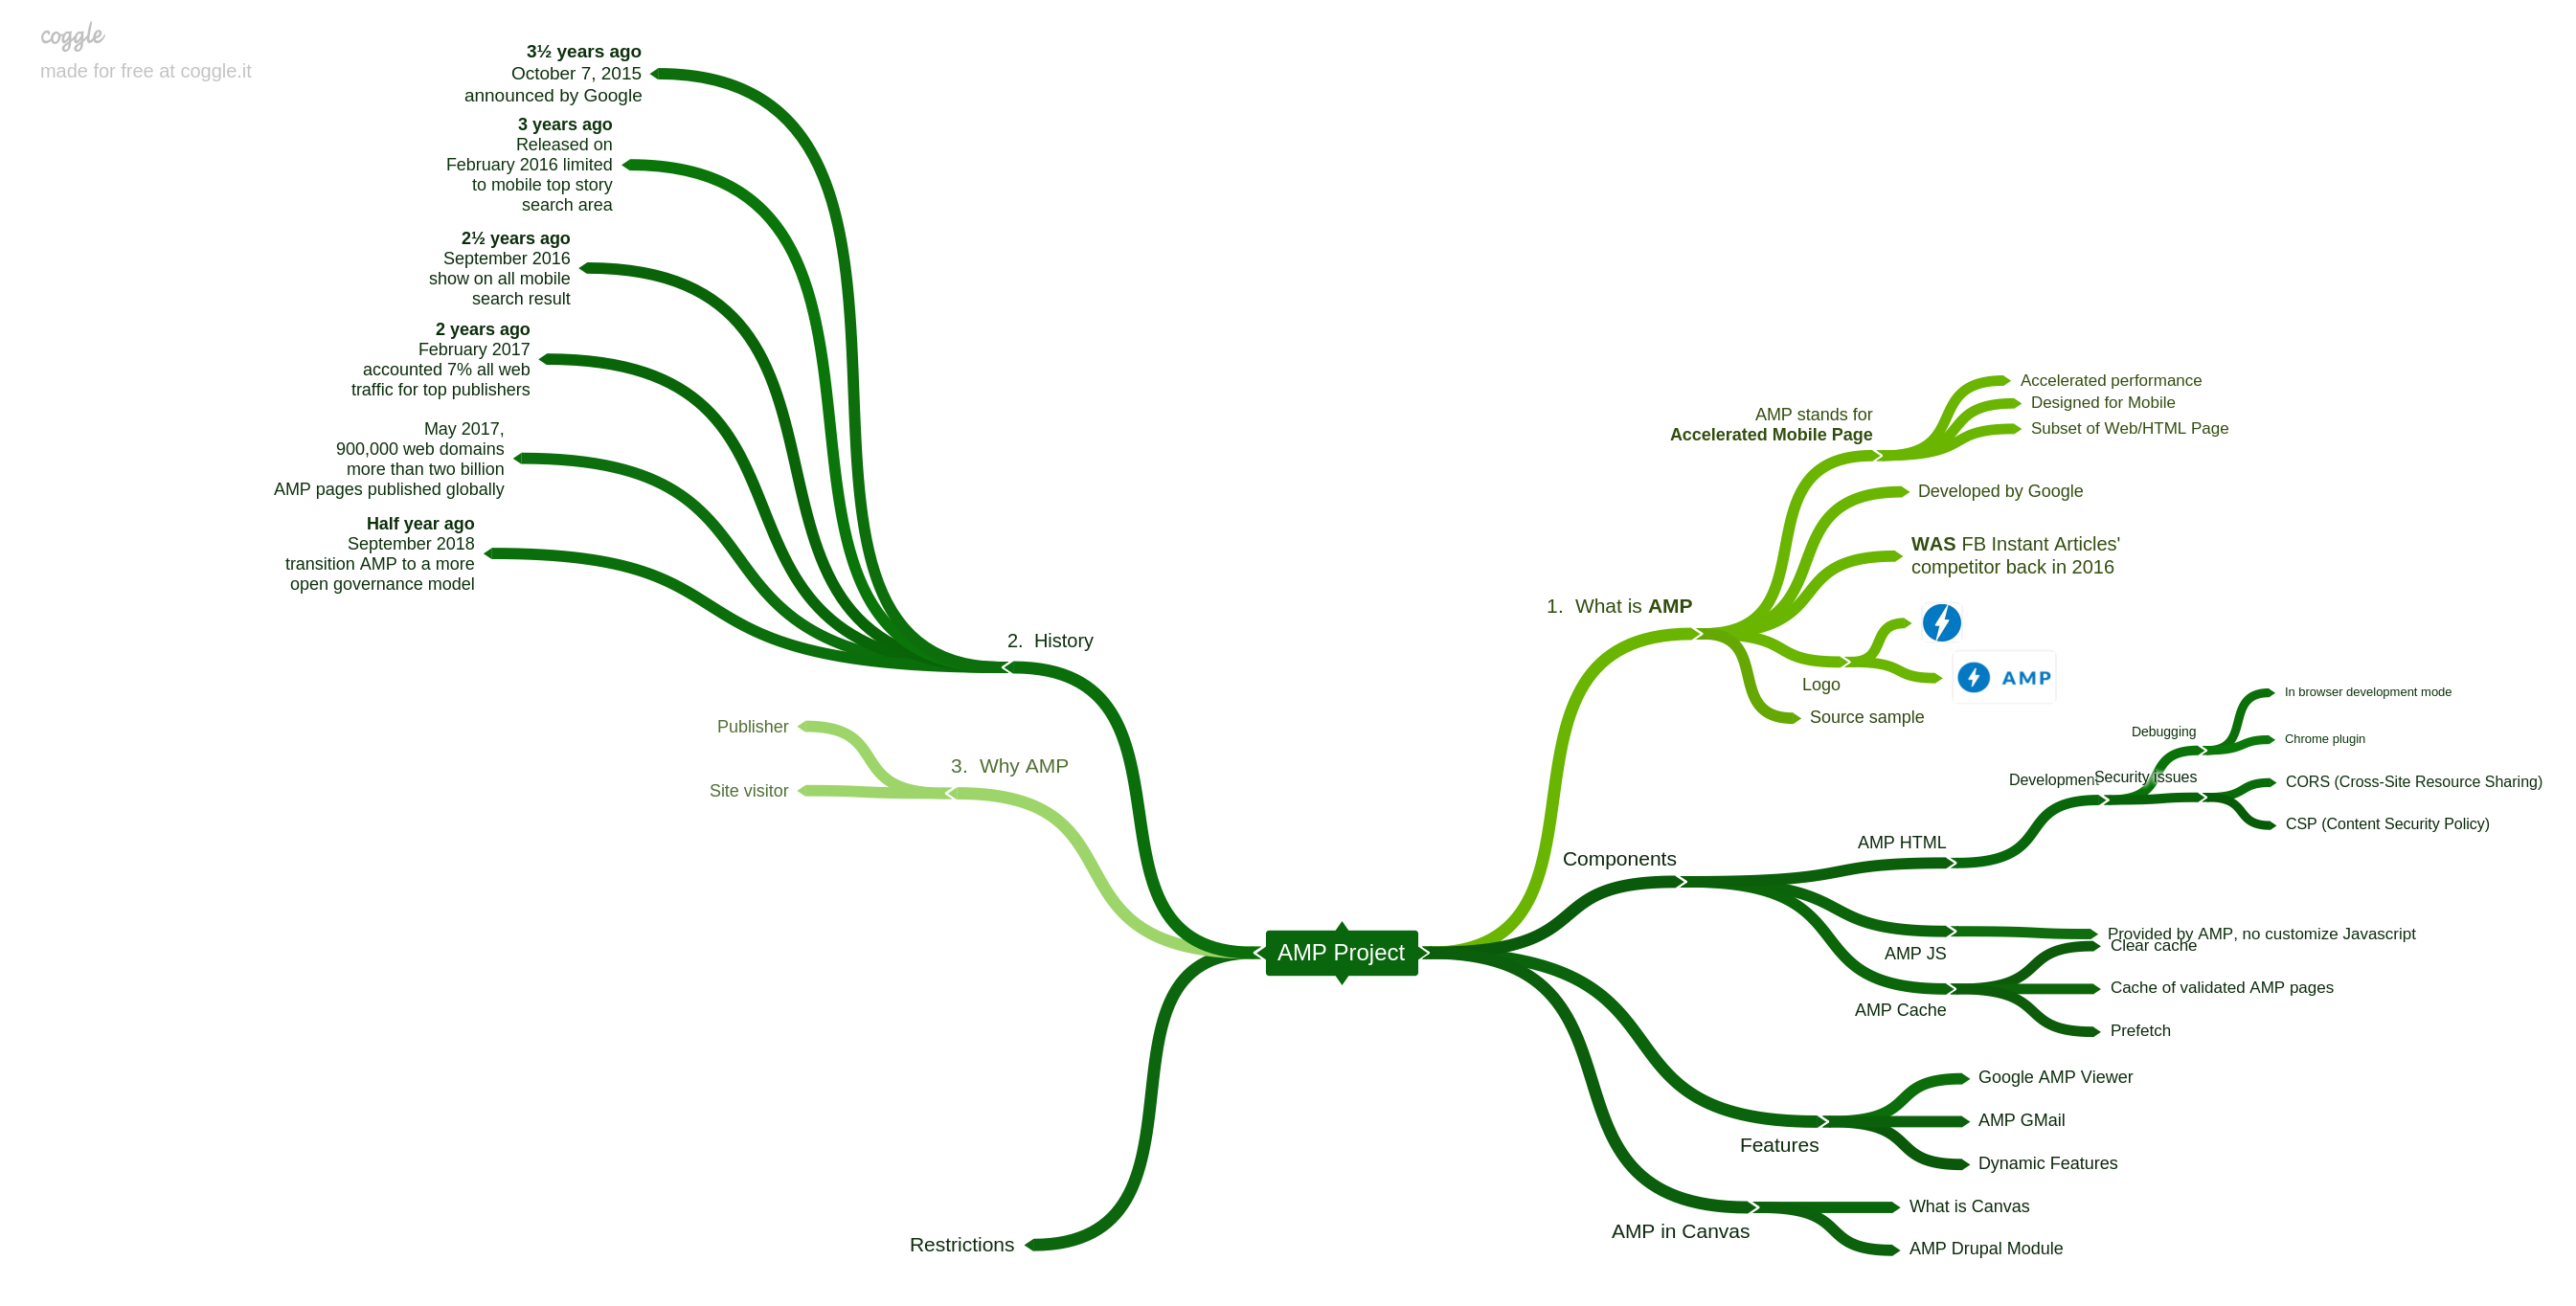 coggle
made for free at coggle.it
3½ years ago
October 7, 2015
announced by Google
3 years ago
Released on
February 2016 limited
to mobile top story
search area
2½ years ago
September 2016
show on all mobile
search result
2 years ago
February 2017
accounted 7% all web
traffic for top publishers
May 2017,
900,000 web domains
more than two billion
AMP pages published globally
Half year ago
September 2018
transition AMP to a more
open governance model
2. History
Publisher
Site visitor
3. Why AMP
Restrictions
AMP Project
1. What is AMP
AMP stands for
Accelerated Mobile Page
Accelerated performance
Designed for Mobile
Subset of Web/HTML Page
Developed by Google
WAS FB Instant Articles'
competitor back in 2016
Logo
AMP
Source sample
Components
AMP HTML
Development
Debugging
In browser development mode
Chrome plugin
Security issues
CORS (Cross-Site Resource Sharing)
CSP (Content Security Policy)
AMP JS
Provided by AMP, no customize Javascript
AMP Cache
Clear cache
Cache of validated AMP pages
Prefetch
Features
Google AMP Viewer
AMP GMail
Dynamic Features
AMP in Canvas
What is Canvas
AMP Drupal Module